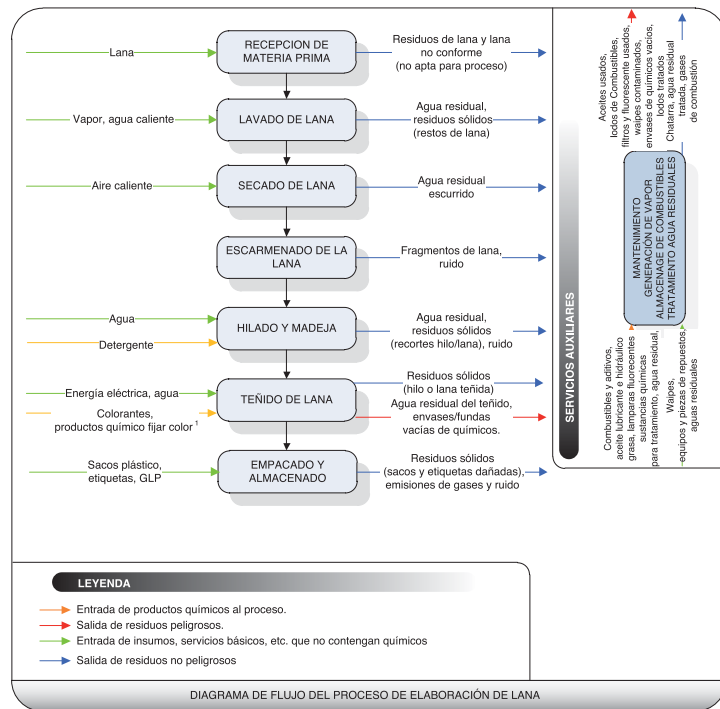 Lana
RECEPCION DE
MATERIA PRIMA
Residuos de lana y lana
no conforme
(no apta para proceso)
Vapor, agua caliente
LAVADO DE LANA
Agua residual,
residuos sólidos
(restos de lana)
Aire caliente
SECADO DE LANA
Agua residual
escurrido
ESCARMENADO DE LA
LANA
Fragmentos de lana,
ruido
Agua
Detergente
HILADO Y MADEJA
Agua residual,
residuos sólidos
(recortes hilo/lana), ruido
Energía eléctrica, agua
Colorantes,
productos químico fijar color 1
TEÑIDO DE LANA
Residuos sólidos
(hilo o lana teñida)
Agua residual del teñido,
envases/fundas
vacías de químicos.
Sacos plástico,
etiquetas, GLP
EMPACADO Y
ALMACENADO
Residuos sólidos
(sacos y etiquetas dañadas),
emisiones de gases y ruido
SERVICIOS AUXILIARES
Aceites usados,
lodos de Combustibles,
filtros y fluorescente usados,
waipes contaminados,
envases de químicos vacíos,
lodos tratados
Chatarra, agua residual
tratada, gases
de combustión
MANTENIMIENTO
GENERACIÓN DE VAPOR
ALMACENAGE DE COMBUSTIBLES
TRATAMIENTO AGUA RESIDUALES
Combustibles y aditivos,
aceite lubricante e hidráulico
grasa, lamparas fluorecentes
sustancias químicas
para tratamiento, agua residual,
Waipes,
equipos y piezas de repuestos,
aguas residuales
LEYENDA
Entrada de productos químicos al proceso.
Salida de residuos peligrosos.
Entrada de insumos, servicios básicos, etc. que no contengan químicos
Salida de residuos no peligrosos
DIAGRAMA DE FLUJO DEL PROCESO DE ELABORACIÓN DE LANA